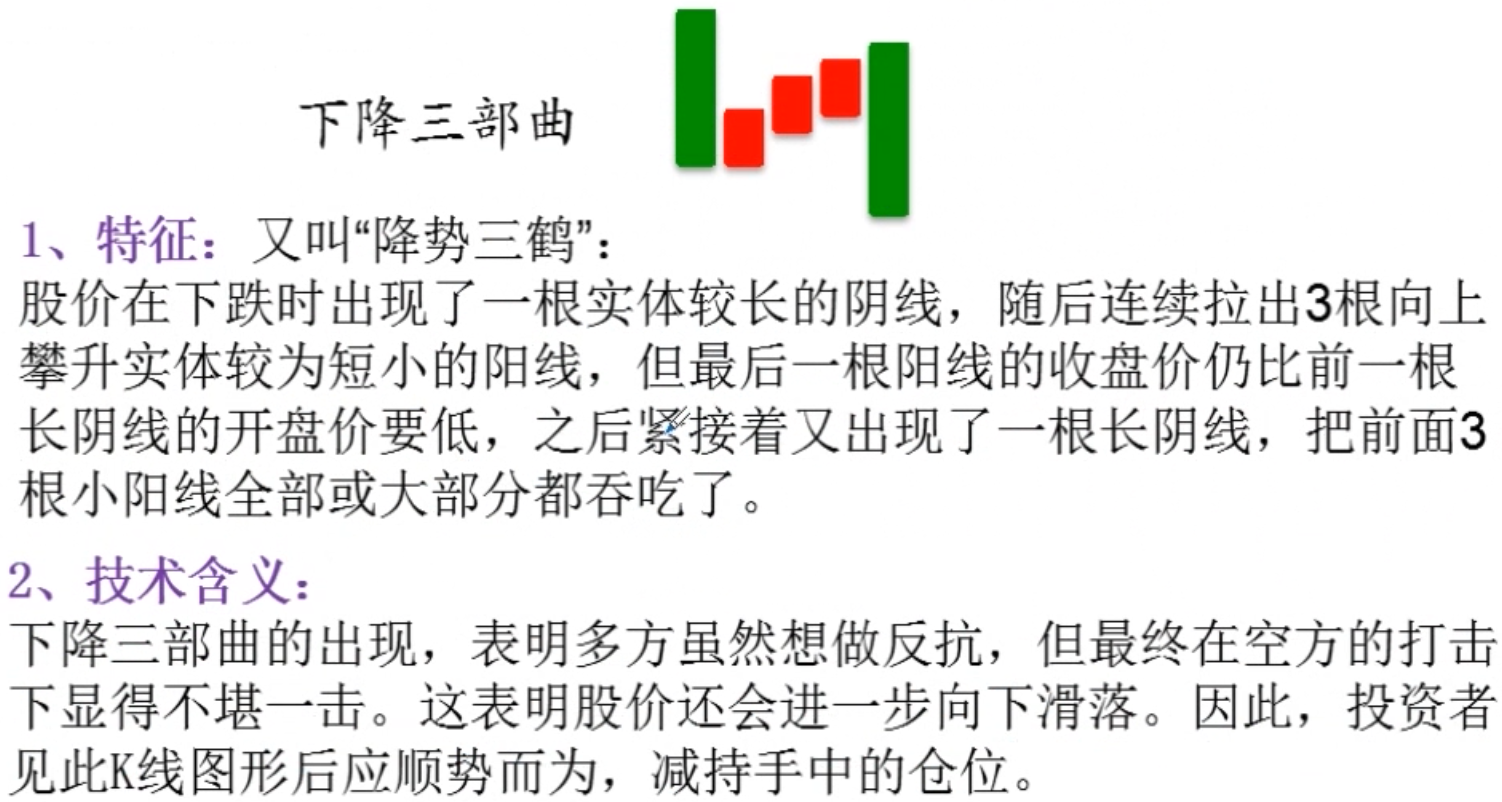 下降三部曲
1、特征：又叫“降势三鹤”：
股价在下跌时出现了一根实体较长的阴线，随后连续拉出3根向上
攀升实体较为短小的阳线，但最后一根阳线的收盘价仍比前一根
长阴线的开盘价要低，之后紧接着又出现了一根长阴线，把前面3
根小阳线全部或大部分都吞吃了。
2、技术含义：
下降三部曲的出现，表明多方虽然想做反抗，但最终在空方的打击
下显得不堪一击。这表明股价还会进一步向下滑落。因此，投资者
见此K线图形后应顺势而为，减持手中的仓位。